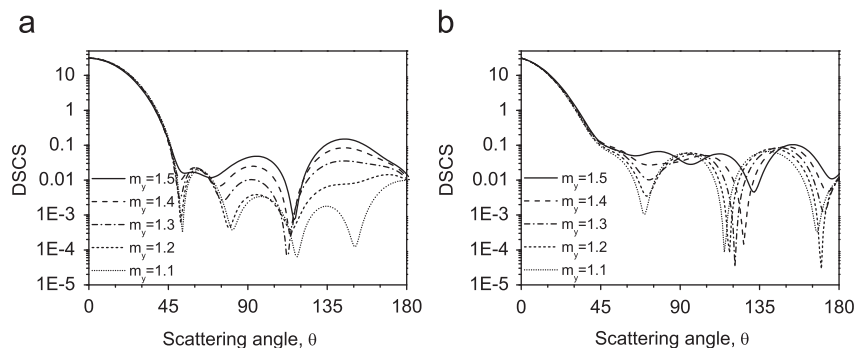 a
10
1
0.1
0.01
1E-3
1E-4
1E-5
DSCS
m_y=1.5
m_y=1.4
m_y=1.3
m_y=1.2
m_y=1.1
0 45 90 135 180
Scattering angle, θ
b
10
1
0.1
0.01
1E-3
1E-4
1E-5
DSCS
m_y=1.5
m_y=1.4
m_y=1.3
m_y=1.2
m_y=1.1
0 45 90 135 180
Scattering angle, θ